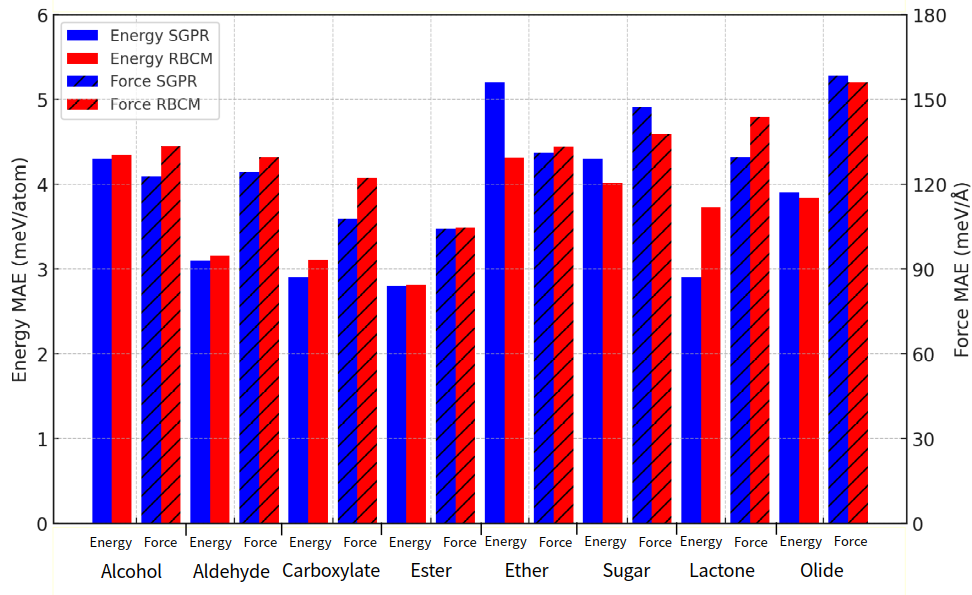 6
5
4
3
2
1
0
Energy MAE (meV/atom)
Energy SGPR
Energy RBCM
Force SGPR
Force RBCM
180
150
120
90
60
30
0
Force MAE (meV/Å)
Energy Force Energy Force Energy Force Energy Force Energy Force Energy Force Energy Force Energy Force
Alcohol Aldehyde Carboxylate Ester Ether Sugar Lactone Olide